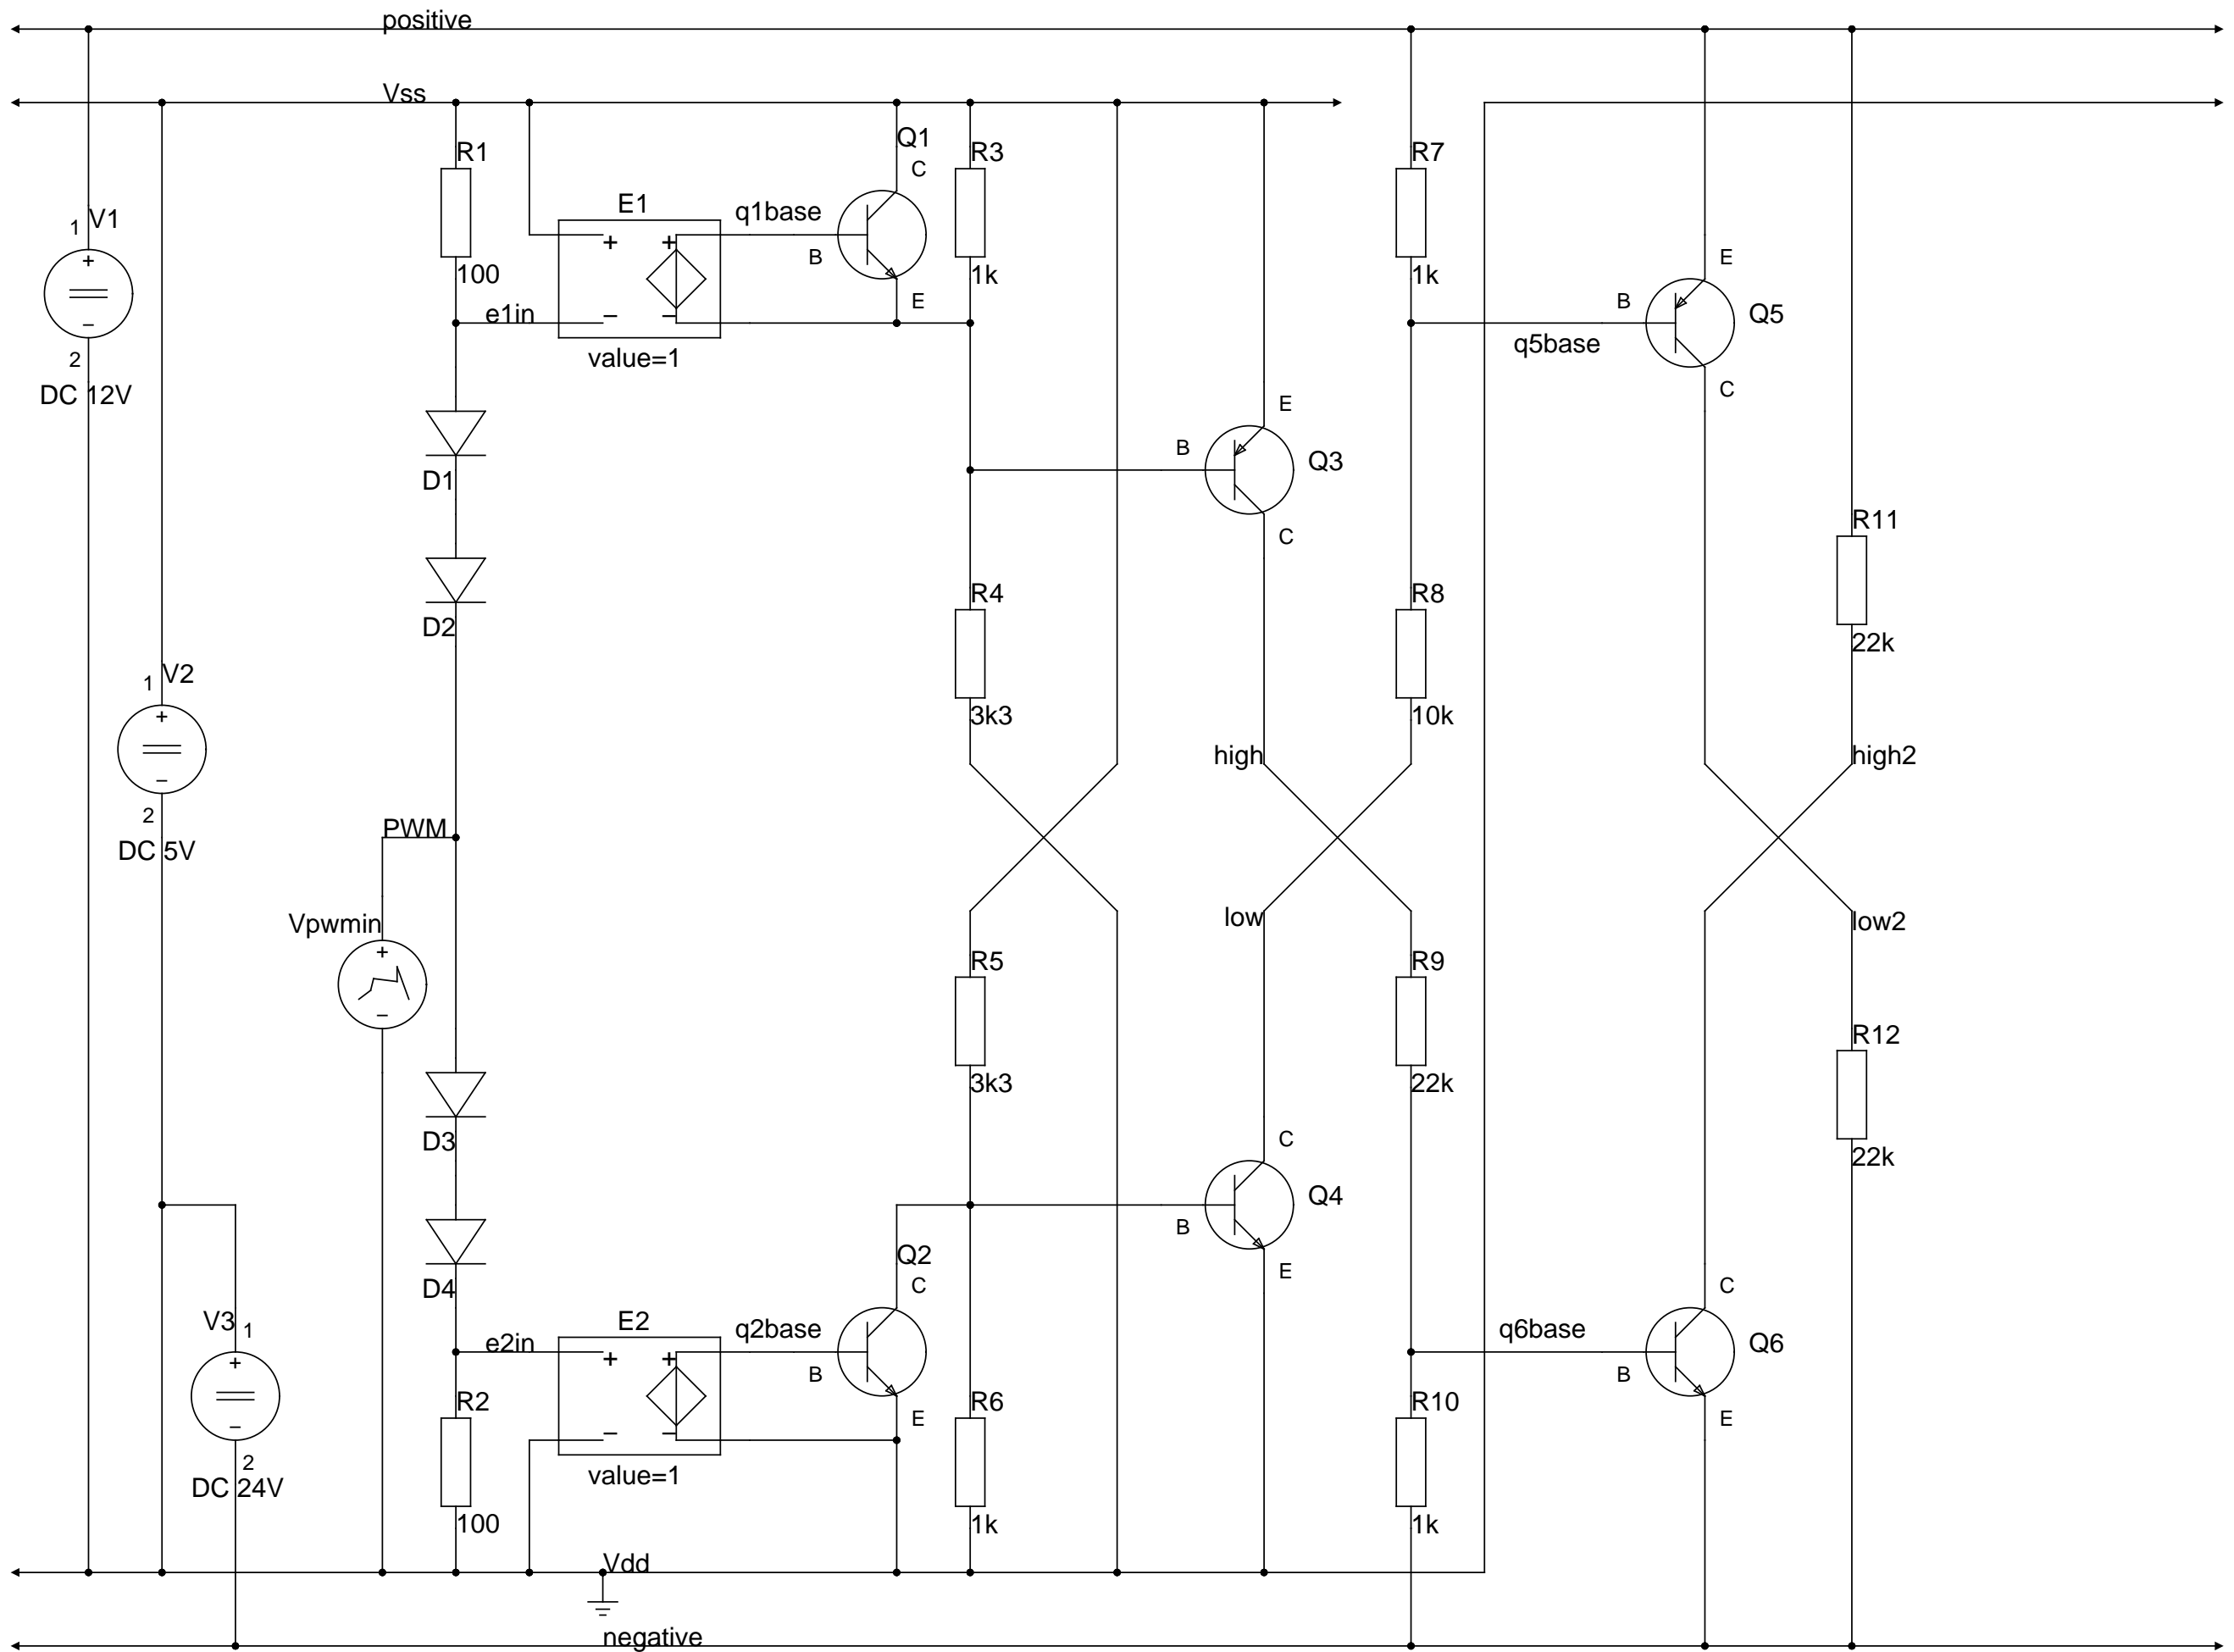 positive
Vss
Q1
C
R1
R3
R7
E1
q1base
1 V1
+ +
B
E
B
Q5
100
1k
1k
e1in
E
q5base
value=1
2
DC 12V
E
C
B
Q3
D1
R11
C
R4
R8
D2
22k
1 V2
3k3
10k
high
high2
2
PWM
DC 5V
Vpwmin
low
low2
R5
R9
R12
3k3
22k
D3
C
22k
Q4
B
Q2
E
C
C
D4
V3 1
E2
q2base
q6base
e2in
Q6
+ +
B
B
R2
R6
R10
E
E
2
DC 24V
value=1
100
1k
1k
Vdd
negative